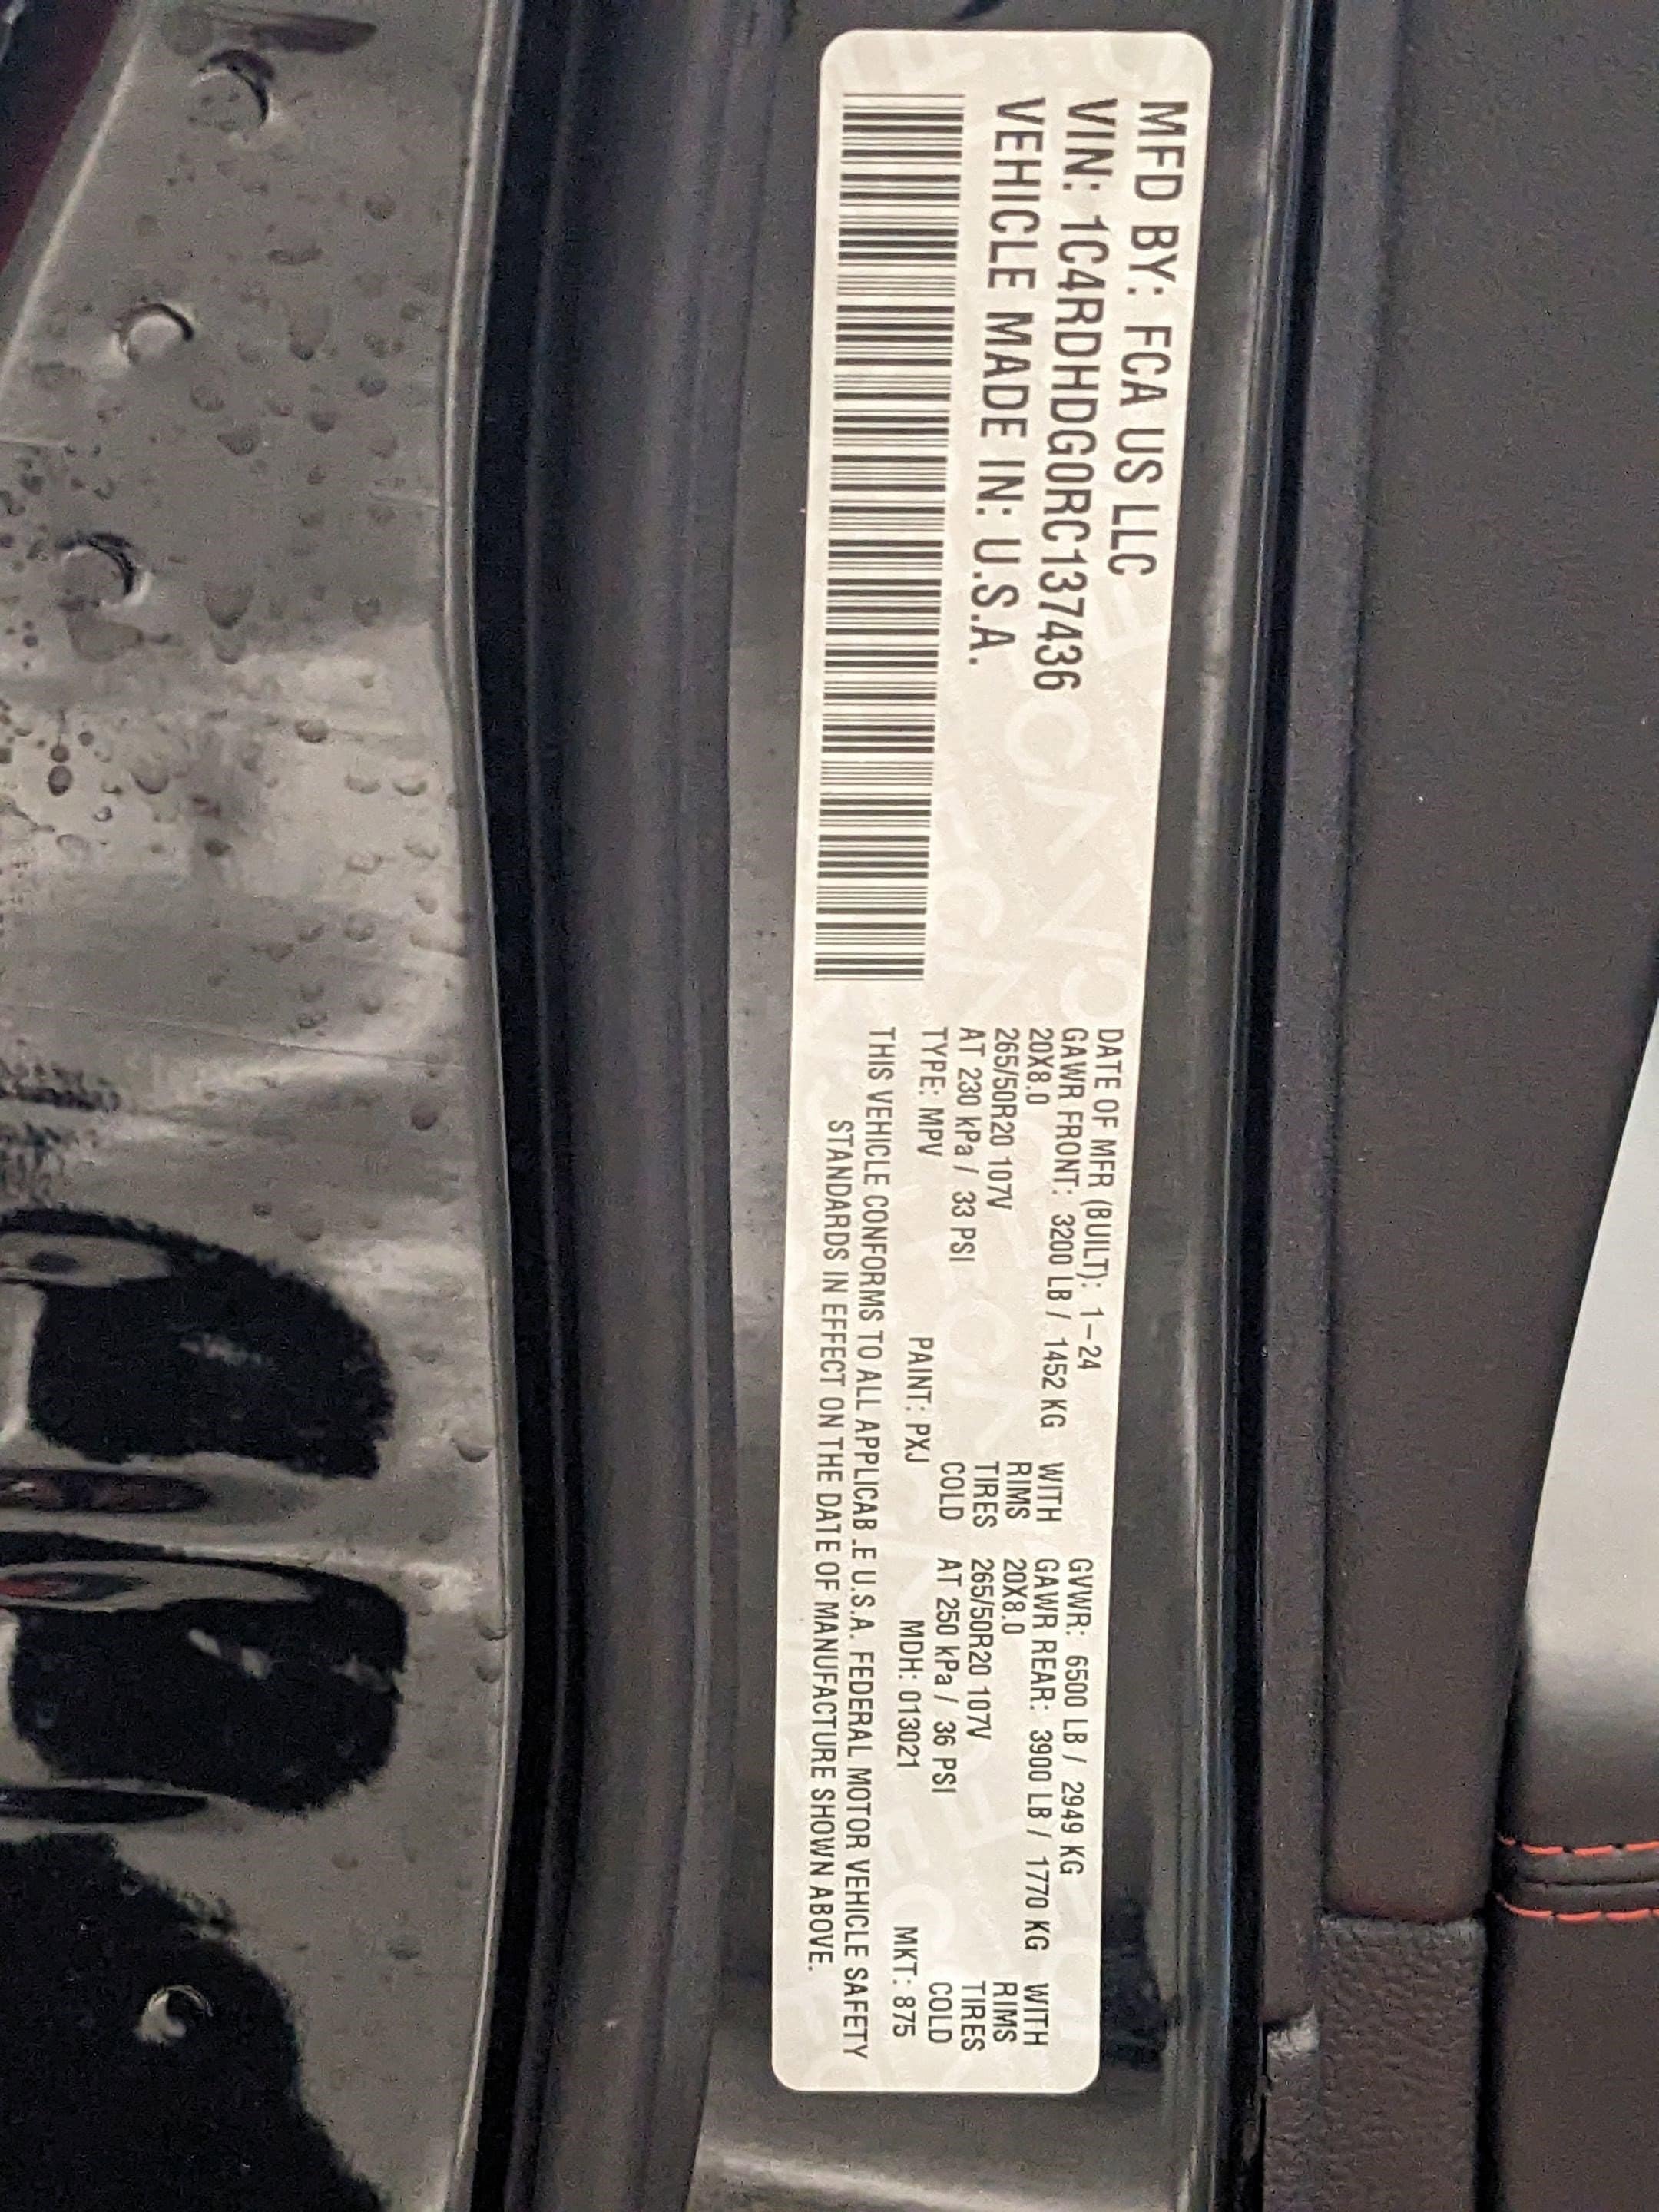 MFD BY: FCA US LLC
VIN: 1C4RDHDG0RC137436
VEHICLE MADE IN: U.S.A.
DATE OF MFR (BUILT): 1-24 GVWR: 6500 LB / 2949 KG
GAWR FRONT: 3200 LB / 1452 KG WITH GAWR REAR: 3900 LB / 1770 KG WITH
20X8.0 RIMS 20X8.0 RIMS
265/50R20 107V TIRES 265/50R20 107V TIRES
AT 230 kPa / 33 PSI COLD AT 250 kPa / 36 PSI COLD
TYPE: MPV PAINT: PXJ MDH: 013021 MKT: 875
THIS VEHICLE CONFORMS TO ALL APPLICAB.E U.S.A. FEDERAL MOTOR VEHICLE SAFETY
STANDARDS IN EFFECT ON THE DATE OF MANUFACTURE SHOWN ABOVE.